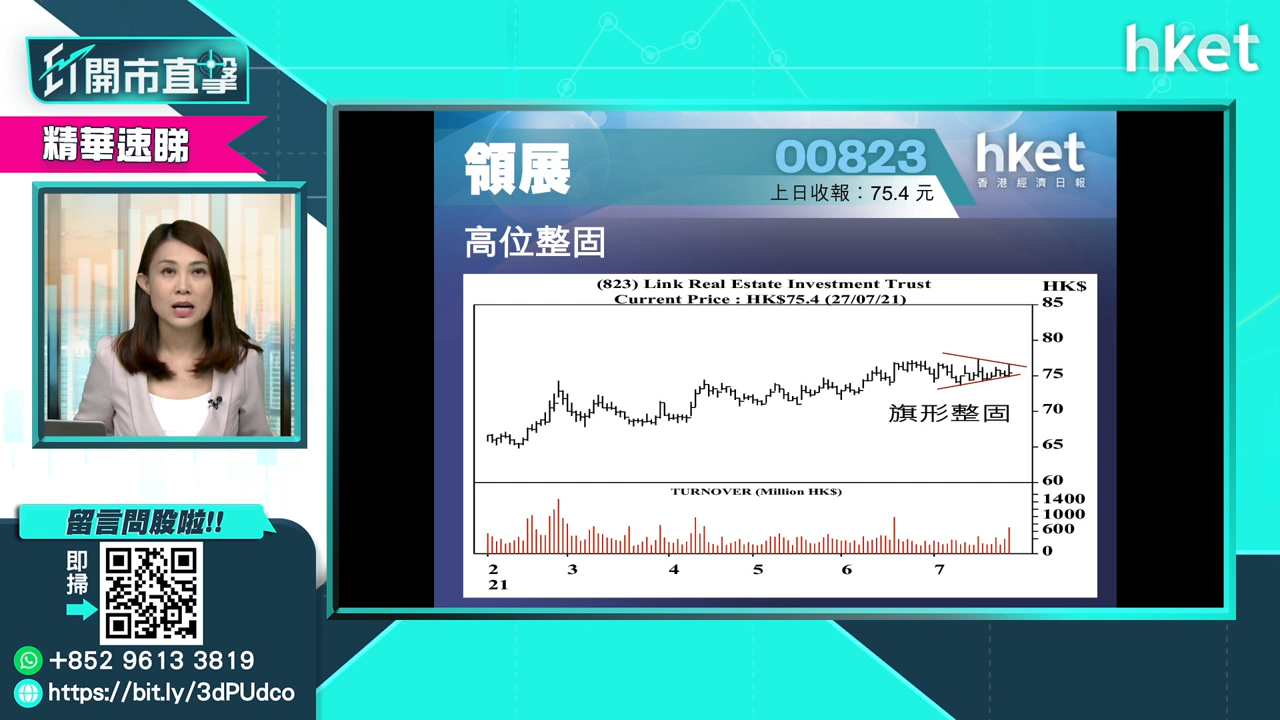 ET開市直擊
hket
精華速睇
領展
00823
上日收報：75.4 元
hket
香港經濟日報
高位整固
(823) Link Real Estate Investment Trust
Current Price : HK$75.4 (27/07/21)
HK$
85
80
75
70
65
60
旗形整固
TURNOVER (Million HK$)
1400
1000
600
0
2 3 4 5 6 7
21
留言問股啦!!
即掃
+852 9613 3819
https://bit.ly/3dPUdco